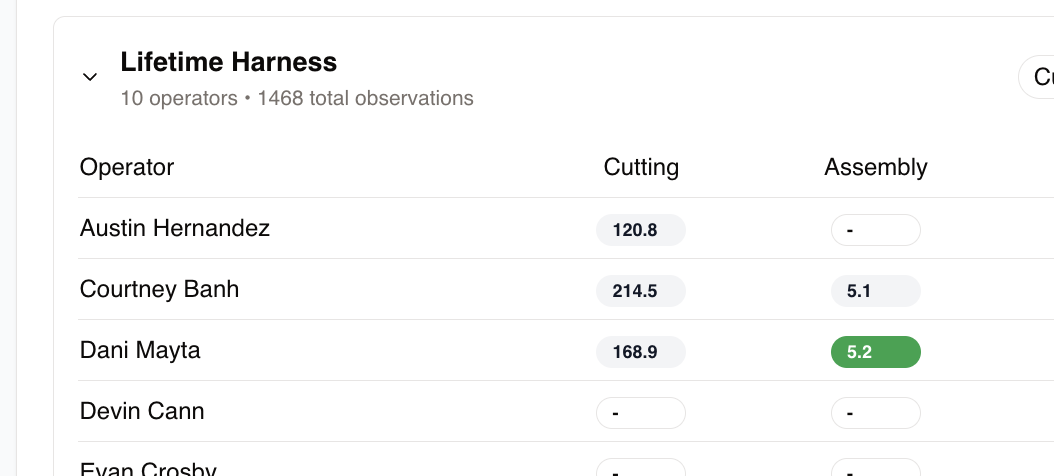 Lifetime Harness
10 operators • 1468 total observations
Operator Cutting Assembly
Austin Hernandez 120.8 -
Courtney Banh 214.5 5.1
Dani Mayta 168.9 5.2
Devin Cann - -
Evan Crosby - -